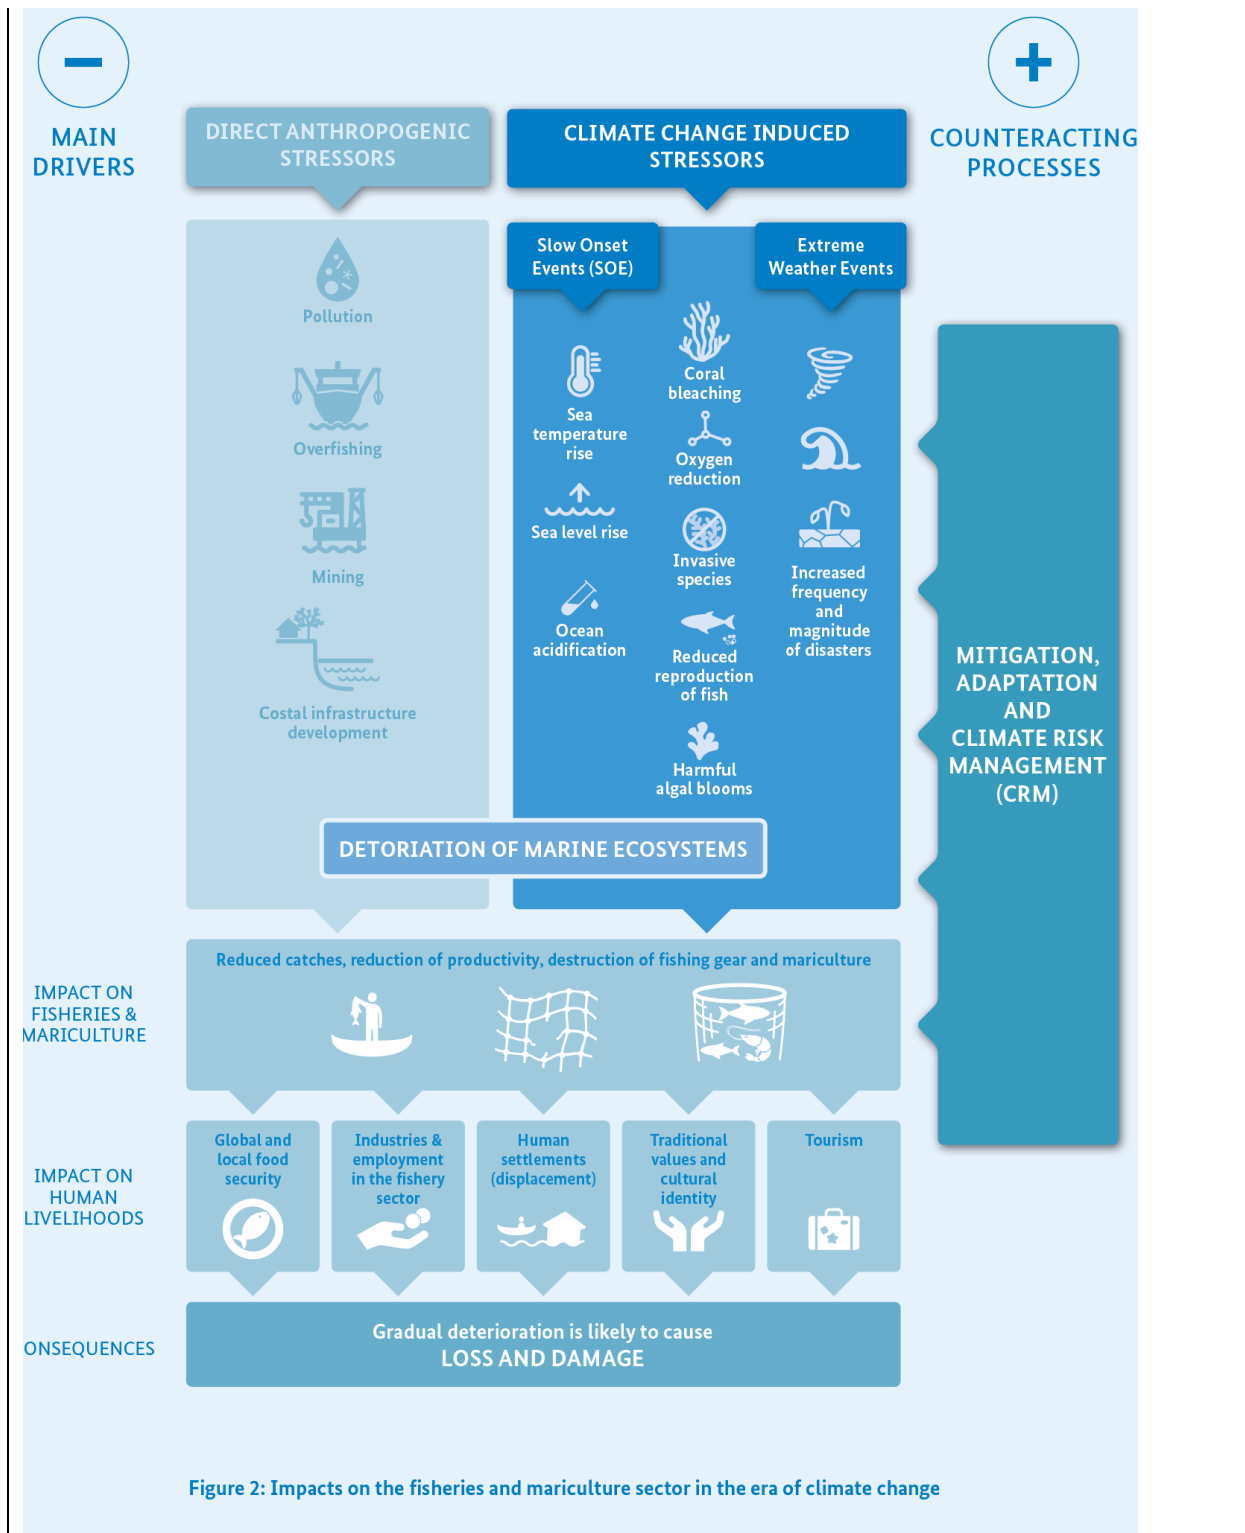 MAIN
DRIVERS
DIRECT ANTHROPOGENIC
STRESSORS
CLIMATE CHANGE INDUCED
STRESSORS
COUNTERACTING
PROCESSES
Pollution
Overfishing
Mining
Costal infrastructure
development
Slow Onset
Events (SOE)
Extreme
Weather Events
Sea
temperature
rise
Sea level rise
Ocean
acidification
Coral
bleaching
Oxygen
reduction
Invasive
species
Reduced
reproduction
of fish
Harmful
algal blooms
Increased
frequency
and
magnitude
of disasters
MITIGATION,
ADAPTATION
AND
CLIMATE RISK
MANAGEMENT
(CRM)
DETORIATION OF MARINE ECOSYSTEMS
IMPACT ON
FISHERIES &
MARICULTURE
Reduced catches, reduction of productivity, destruction of fishing gear and mariculture
IMPACT ON
HUMAN
LIVELIHOODS
Global and
local food
security
Industries &
employment
in the fishery
sector
Human
settlements
(displacement)
Traditional
values and
cultural
identity
Tourism
ONSEQUENCES
Gradual deterioration is likely to cause
LOSS AND DAMAGE
Figure 2: Impacts on the fisheries and mariculture sector in the era of climate change